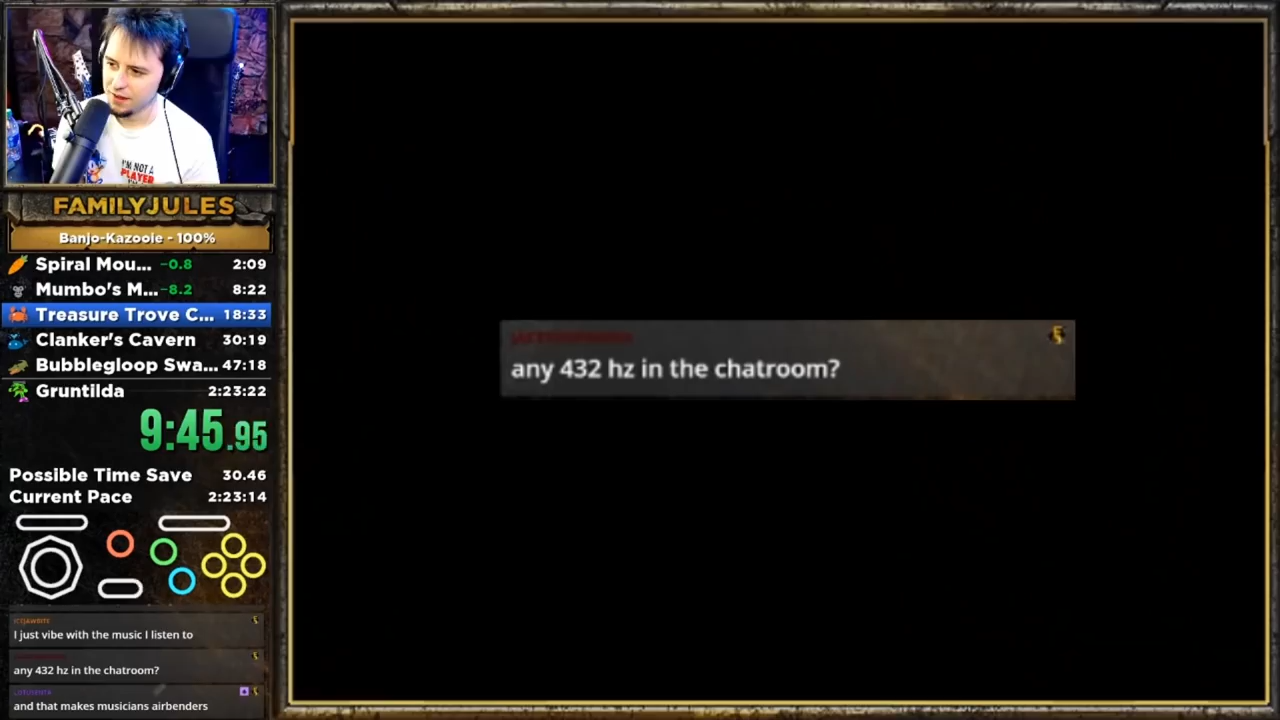 I'M NOT A
PLAYER
FAMILYJULES
Banjo-Kazooie - 100%
Spiral Mou... -0.8 2:09
Mumbo's M... -8.2 8:22
Treasure Trove C... 18:33
Clanker's Cavern 30:19
Bubblegloop Swa... 47:18
Gruntilda 2:23:22
9:45.95
Possible Time Save 30.46
Current Pace 2:23:14
I just vibe with the music I listen to
any 432 hz in the chatroom?
and that makes musicians airbenders
any 432 hz in the chatroom?